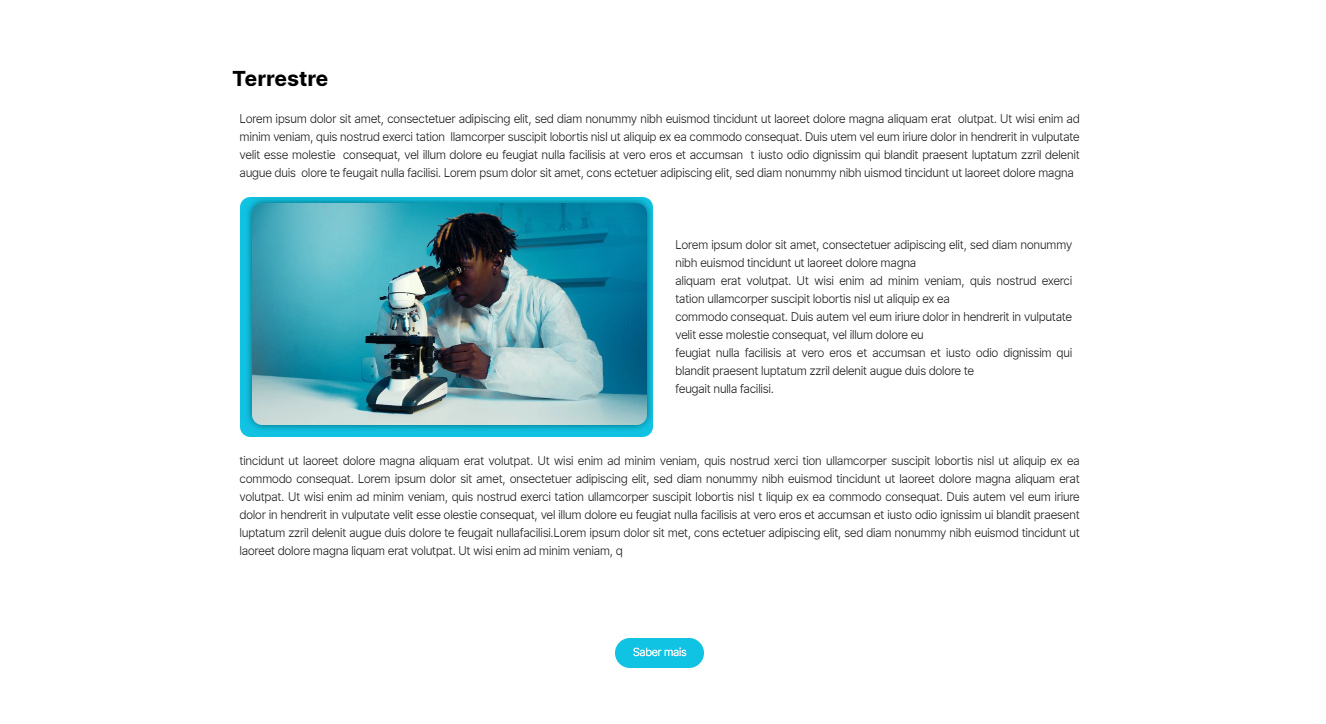 Terrestre
Lorem ipsum dolor sit amet, consectetuer adipiscing elit, sed diam nonummy nibh euismod tincidunt ut laoreet dolore magna aliquam erat  olutpat. Ut wisi enim ad
minim veniam, quis nostrud exerci tation  llamcorper suscipit lobortis nisl ut aliquip ex ea commodo consequat. Duis utem vel eum iriure dolor in hendrerit in vulputate
velit esse molestie  consequat, vel illum dolore eu feugiat nulla facilisis at vero eros et accumsan  t iusto odio dignissim qui blandit praesent luptatum zzril delenit
augue duis  olore te feugait nulla facilisi. Lorem psum dolor sit amet, cons ectetuer adipiscing elit, sed diam nonummy nibh uismod tincidunt ut laoreet dolore magna
Lorem ipsum dolor sit amet, consectetuer adipiscing elit, sed diam nonummy
nibh euismod tincidunt ut laoreet dolore magna
aliquam erat volutpat. Ut wisi enim ad minim veniam, quis nostrud exerci
tation ullamcorper suscipit lobortis nisl ut aliquip ex ea
commodo consequat. Duis autem vel eum iriure dolor in hendrerit in vulputate
velit esse molestie consequat, vel illum dolore eu
feugiat nulla facilisis at vero eros et accumsan et iusto odio dignissim qui
blandit praesent luptatum zzril delenit augue duis dolore te
feugait nulla facilisi.
tincidunt ut laoreet dolore magna aliquam erat volutpat. Ut wisi enim ad minim veniam, quis nostrud xerci tion ullamcorper suscipit lobortis nisl ut aliquip ex ea
commodo consequat. Lorem ipsum dolor sit amet, onsectetuer adipiscing elit, sed diam nonummy nibh euismod tincidunt ut laoreet dolore magna aliquam erat
volutpat. Ut wisi enim ad minim veniam, quis nostrud exerci tation ullamcorper suscipit lobortis nisl t liquip ex ea commodo consequat. Duis autem vel eum iriure
dolor in hendrerit in vulputate velit esse olestie consequat, vel illum dolore eu feugiat nulla facilisis at vero eros et accumsan et iusto odio ignissim ui blandit praesent
luptatum zzril delenit augue duis dolore te feugait nullafacilisi.Lorem ipsum dolor sit met, cons ectetuer adipiscing elit, sed diam nonummy nibh euismod tincidunt ut
laoreet dolore magna liquam erat volutpat. Ut wisi enim ad minim veniam, q
Saber mais